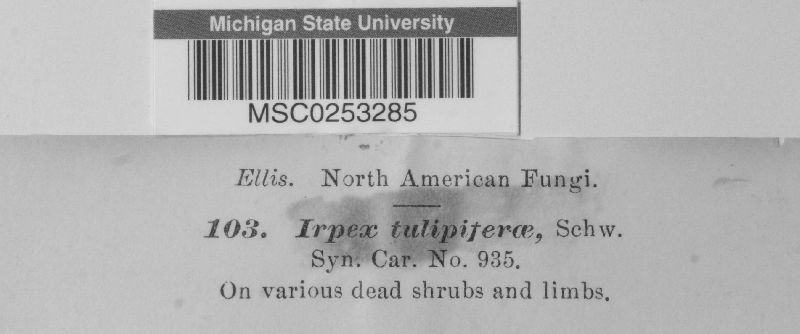 Michigan State University
MSC0253285
Ellis. North American Fungi.
103. Irpex tulipiferæ, Schw.
Syn. Car. No. 935.
On various dead shrubs and limbs.